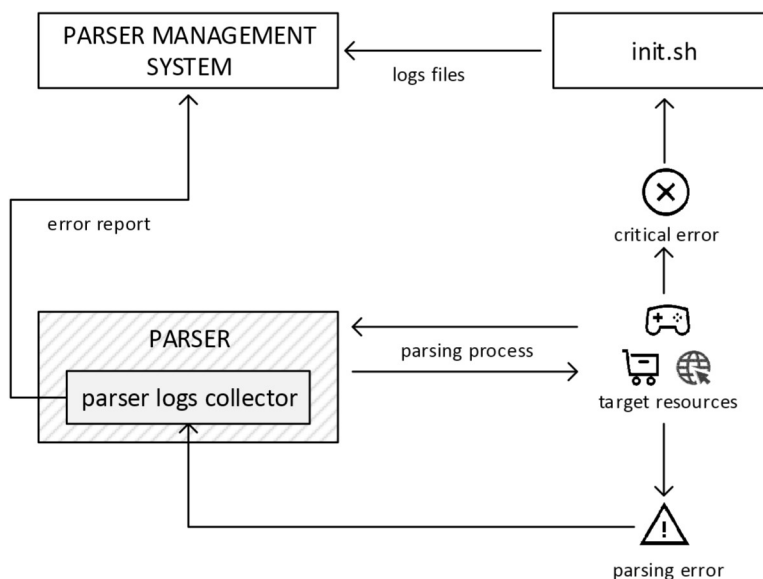 PARSER MANAGEMENT
SYSTEM
init.sh
logs files
error report
critical error
PARSER
parsing process
parser logs collector
target resources
parsing error